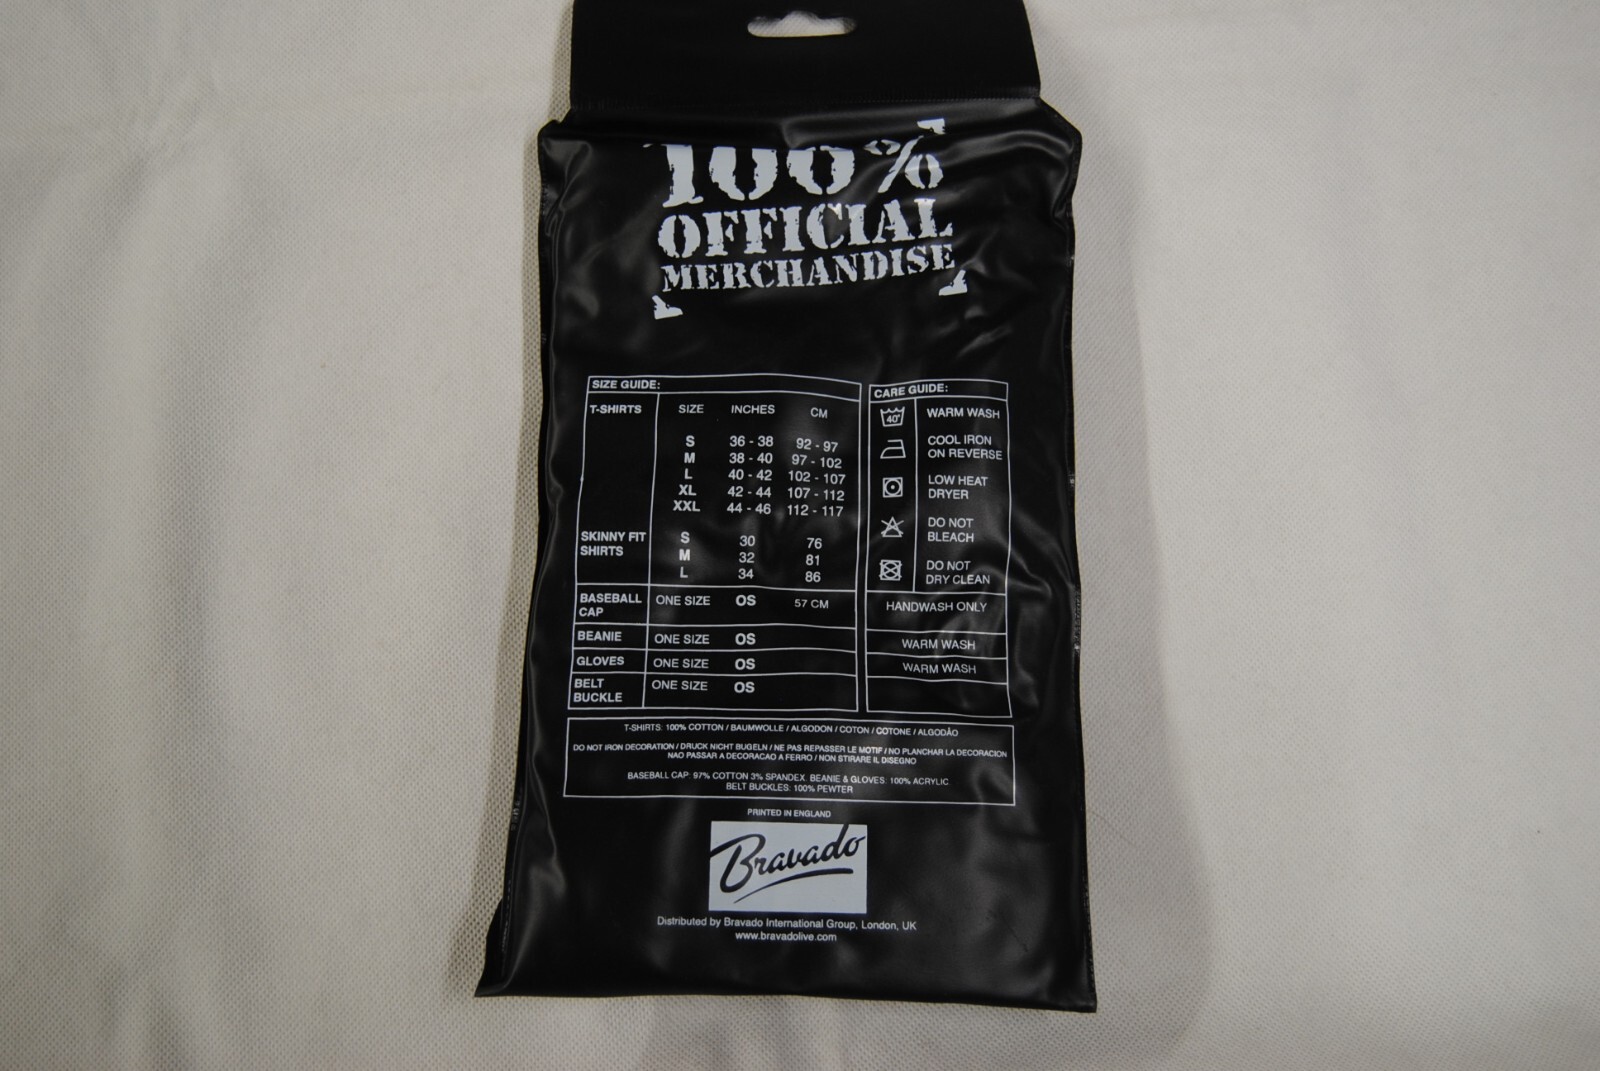 100%
OFFICIAL
MERCHANDISE
SIZE GUIDE:
T-SHIRTS SIZE INCHES CM
S 36 - 38 92 - 97
M 38 - 40 97 - 102
L 40 - 42 102 - 107
XL 42 - 44 107 - 112
XXL 44 - 46 112 - 117
SKINNY FIT SHIRTS
S 30 76
M 32 81
L 34 86
BASEBALL CAP ONE SIZE OS 57 CM
BEANIE ONE SIZE OS
GLOVES ONE SIZE OS
BELT BUCKLE ONE SIZE OS
CARE GUIDE:
40° WARM WASH
COOL IRON
ON REVERSE
LOW HEAT
DRYER
DO NOT
BLEACH
DO NOT
DRY CLEAN
HANDWASH ONLY
WARM WASH
WARM WASH
T-SHIRTS: 100% COTTON / BAUMWOLLE / ALGODON / COTON / COTONE / ALGODÃO
DO NOT IRON DECORATION / DRUCK NICHT BUGELN / NE PAS REPASSER LE MOTIF / NO PLANCHAR LA DECORACION
NAO PASSAR A DECORACAO A FERRO / NON STIRARE IL DISEGNO
BASEBALL CAP: 97% COTTON 3% SPANDEX. BEANIE & GLOVES: 100% ACRYLIC
BELT BUCKLES: 100% PEWTER
PRINTED IN ENGLAND
Bravado
Distributed by Bravado International Group, London, UK
www.bravadolive.com